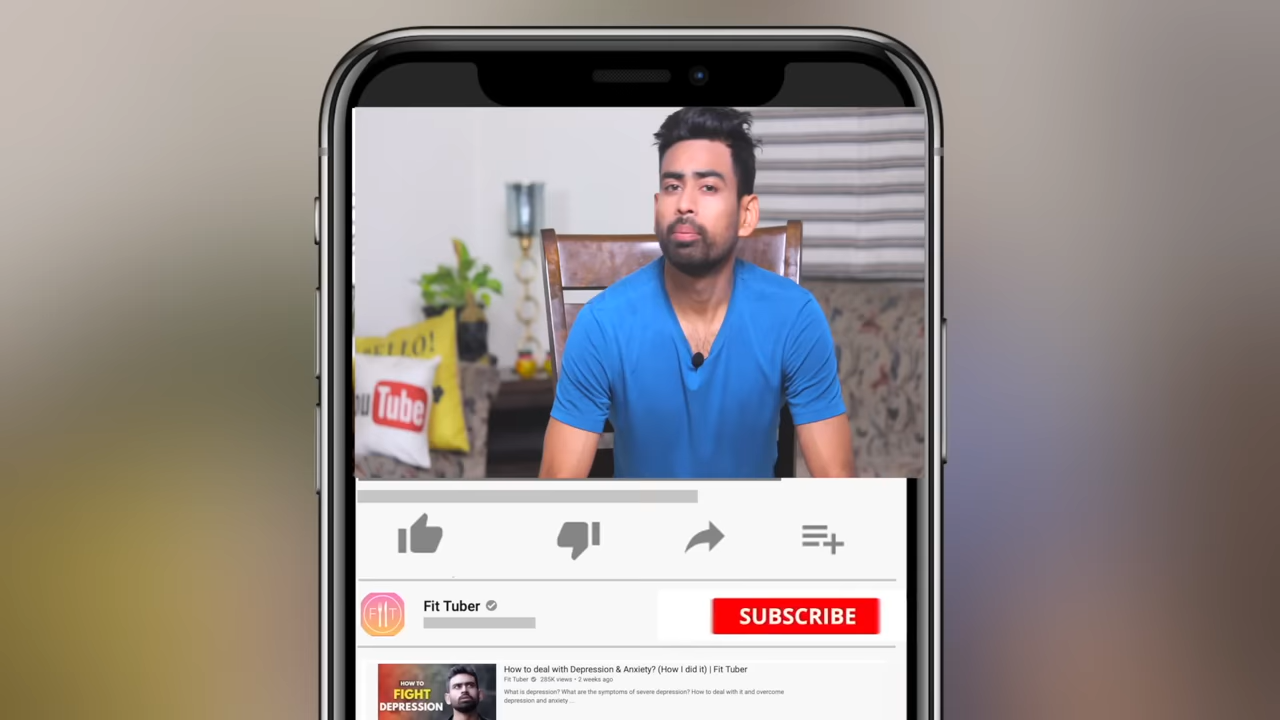 HELLO!
ou Tube
FIT
Fit Tuber
SUBSCRIBE
How to deal with Depression & Anxiety? (How I did it) | Fit Tuber
Fit Tuber 285K views • 2 weeks ago
What is depression? What are the symptoms of severe depression? How to deal with it and overcome
depression and anxiety ...
HOW TO
FIGHT
DEPRESSION